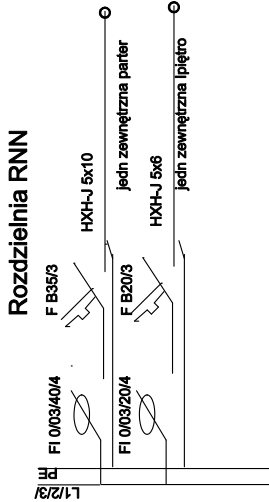 Rozdzielnia RNN
HXH-J 5x10
jedn zewnętrzna parter
HXH-J 5x6
jedn zewnętrzna Ipiętro
F B35/3
F B20/3
FI 0/03/40/4
FI 0/03/20/4
PE
L1/2/3/